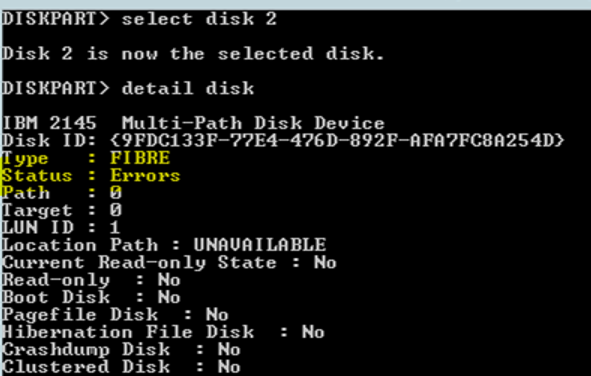 DISKPART> select disk 2
Disk 2 is now the selected disk.
DISKPART> detail disk
IBM 2145  Multi-Path Disk Device
Disk ID: {9FDC133F-77E4-476D-892F-AFA7FC8A254D}
Type   : FIBRE
Status : Errors
Path   : 0
Target : 0
LUN ID : 1
Location Path : UNAVAILABLE
Current Read-only State : No
Read-only  : No
Boot Disk  : No
Pagefile Disk  : No
Hibernation File Disk  : No
Crashdump Disk  : No
Clustered Disk  : No